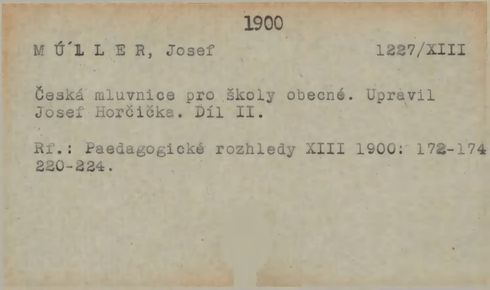 1900
M Ú L L E R, Josef 1227/XIII
Česká mluvnice pro školy obecné. Upravil
Josef Horčička. Díl II.
Rf.: Paedagogické rozhledy XIII 1900: 172-174
220-224.